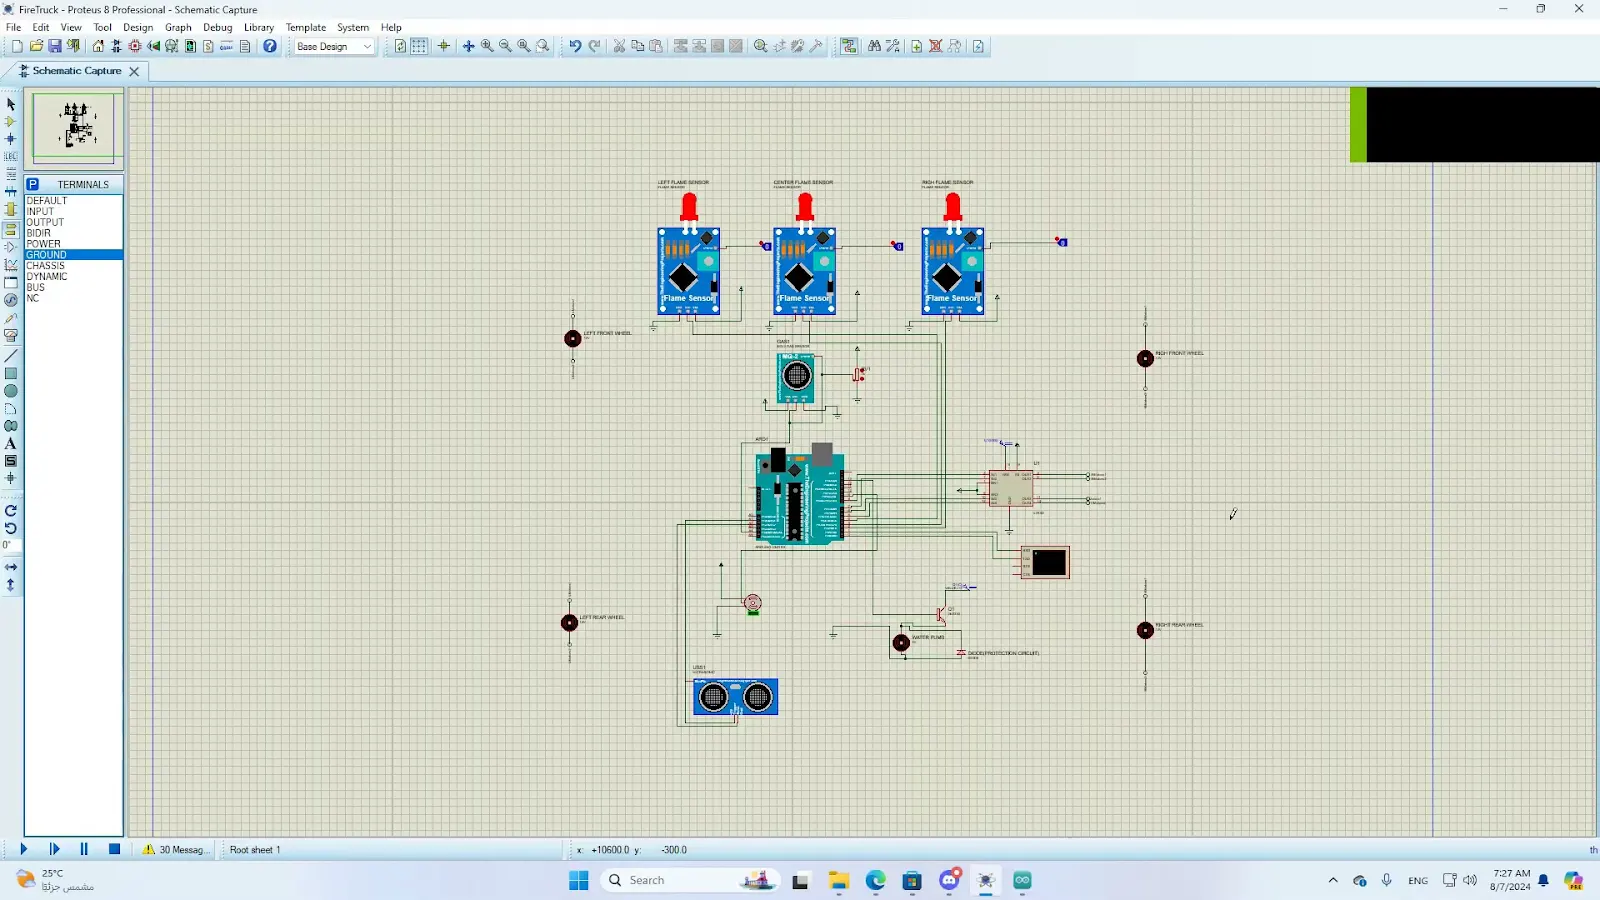 FireTruck - Proteus 8 Professional - Schematic Capture
File Edit View Tool Design Graph Debug Library Template System Help
Base Design
Schematic Capture
P TERMINALS
DEFAULT
INPUT
OUTPUT
BIDIR
POWER
GROUND
CHASSIS
DYNAMIC
BUS
NC
LEFT FLAME SENSOR
CENTER FLAME SENSOR
RIGH FLAME SENSOR
Flame Sensor
Flame Sensor
Flame Sensor
LEFT FRONT WHEEL
RIGH FRONT WHEEL
GAS1
MQ-2
ARD1
LEFT REAR WHEEL
RIGHT REAR WHEEL
WATER PUMP
DIODE(PROTECTION CIRCUIT)
0°
30 Messag...
Root sheet 1
x: +10600.0 y: -300.0
th
25°C
مشمس جزئيًا
Search
ENG
7:27 AM
8/7/2024